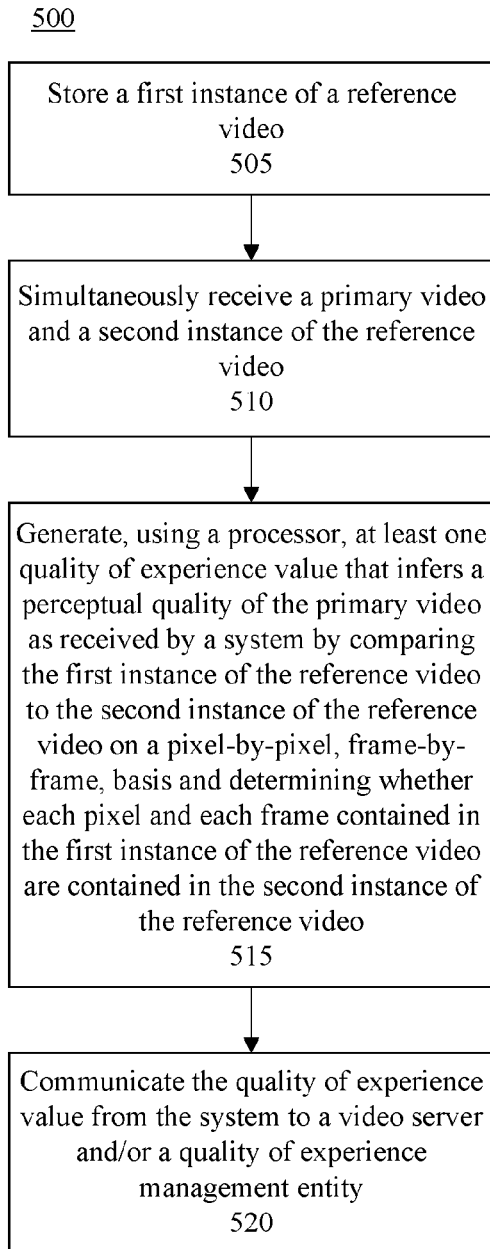 500
Store a first instance of a reference
video
505
Simultaneously receive a primary video
and a second instance of the reference
video
510
Generate, using a processor, at least one
quality of experience value that infers a
perceptual quality of the primary video
as received by a system by comparing
the first instance of the reference video
to the second instance of the reference
video on a pixel-by-pixel, frame-by-
frame, basis and determining whether
each pixel and each frame contained in
the first instance of the reference video
are contained in the second instance of
the reference video
515
Communicate the quality of experience
value from the system to a video server
and/or a quality of experience
management entity
520